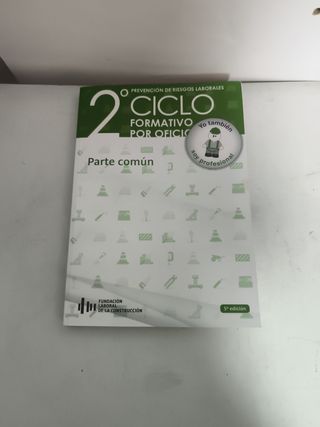 PREVENCIÓN DE RIESGOS LABORALES
2º CICLO
FORMATIVO
POR OFICIO
Yo también
soy profesional
Parte común
FUNDACIÓN
LABORAL
DE LA CONSTRUCCIÓN
5ª edición